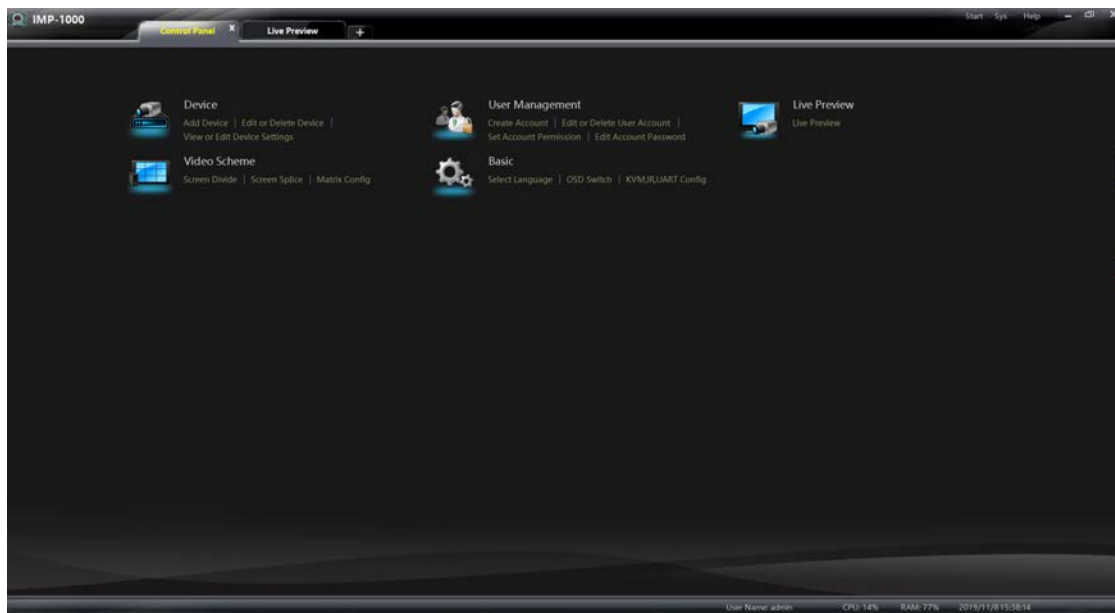 IMP-1000
Start Sys Help
Control Panel x Live Preview +
Device
Add Device | Edit or Delete Device |
View or Edit Device Settings
User Management
Create Account | Edit or Delete User Account |
Set Account Permission | Edit Account Password
Live Preview
Live Preview
Video Scheme
Screen Divide | Screen Splice | Matrix Config
Basic
Select Language | OSD Switch | KVM,IR,UART Config
User Name: admin CPU: 14% RAM: 77% 2019/11/8 15:38:14